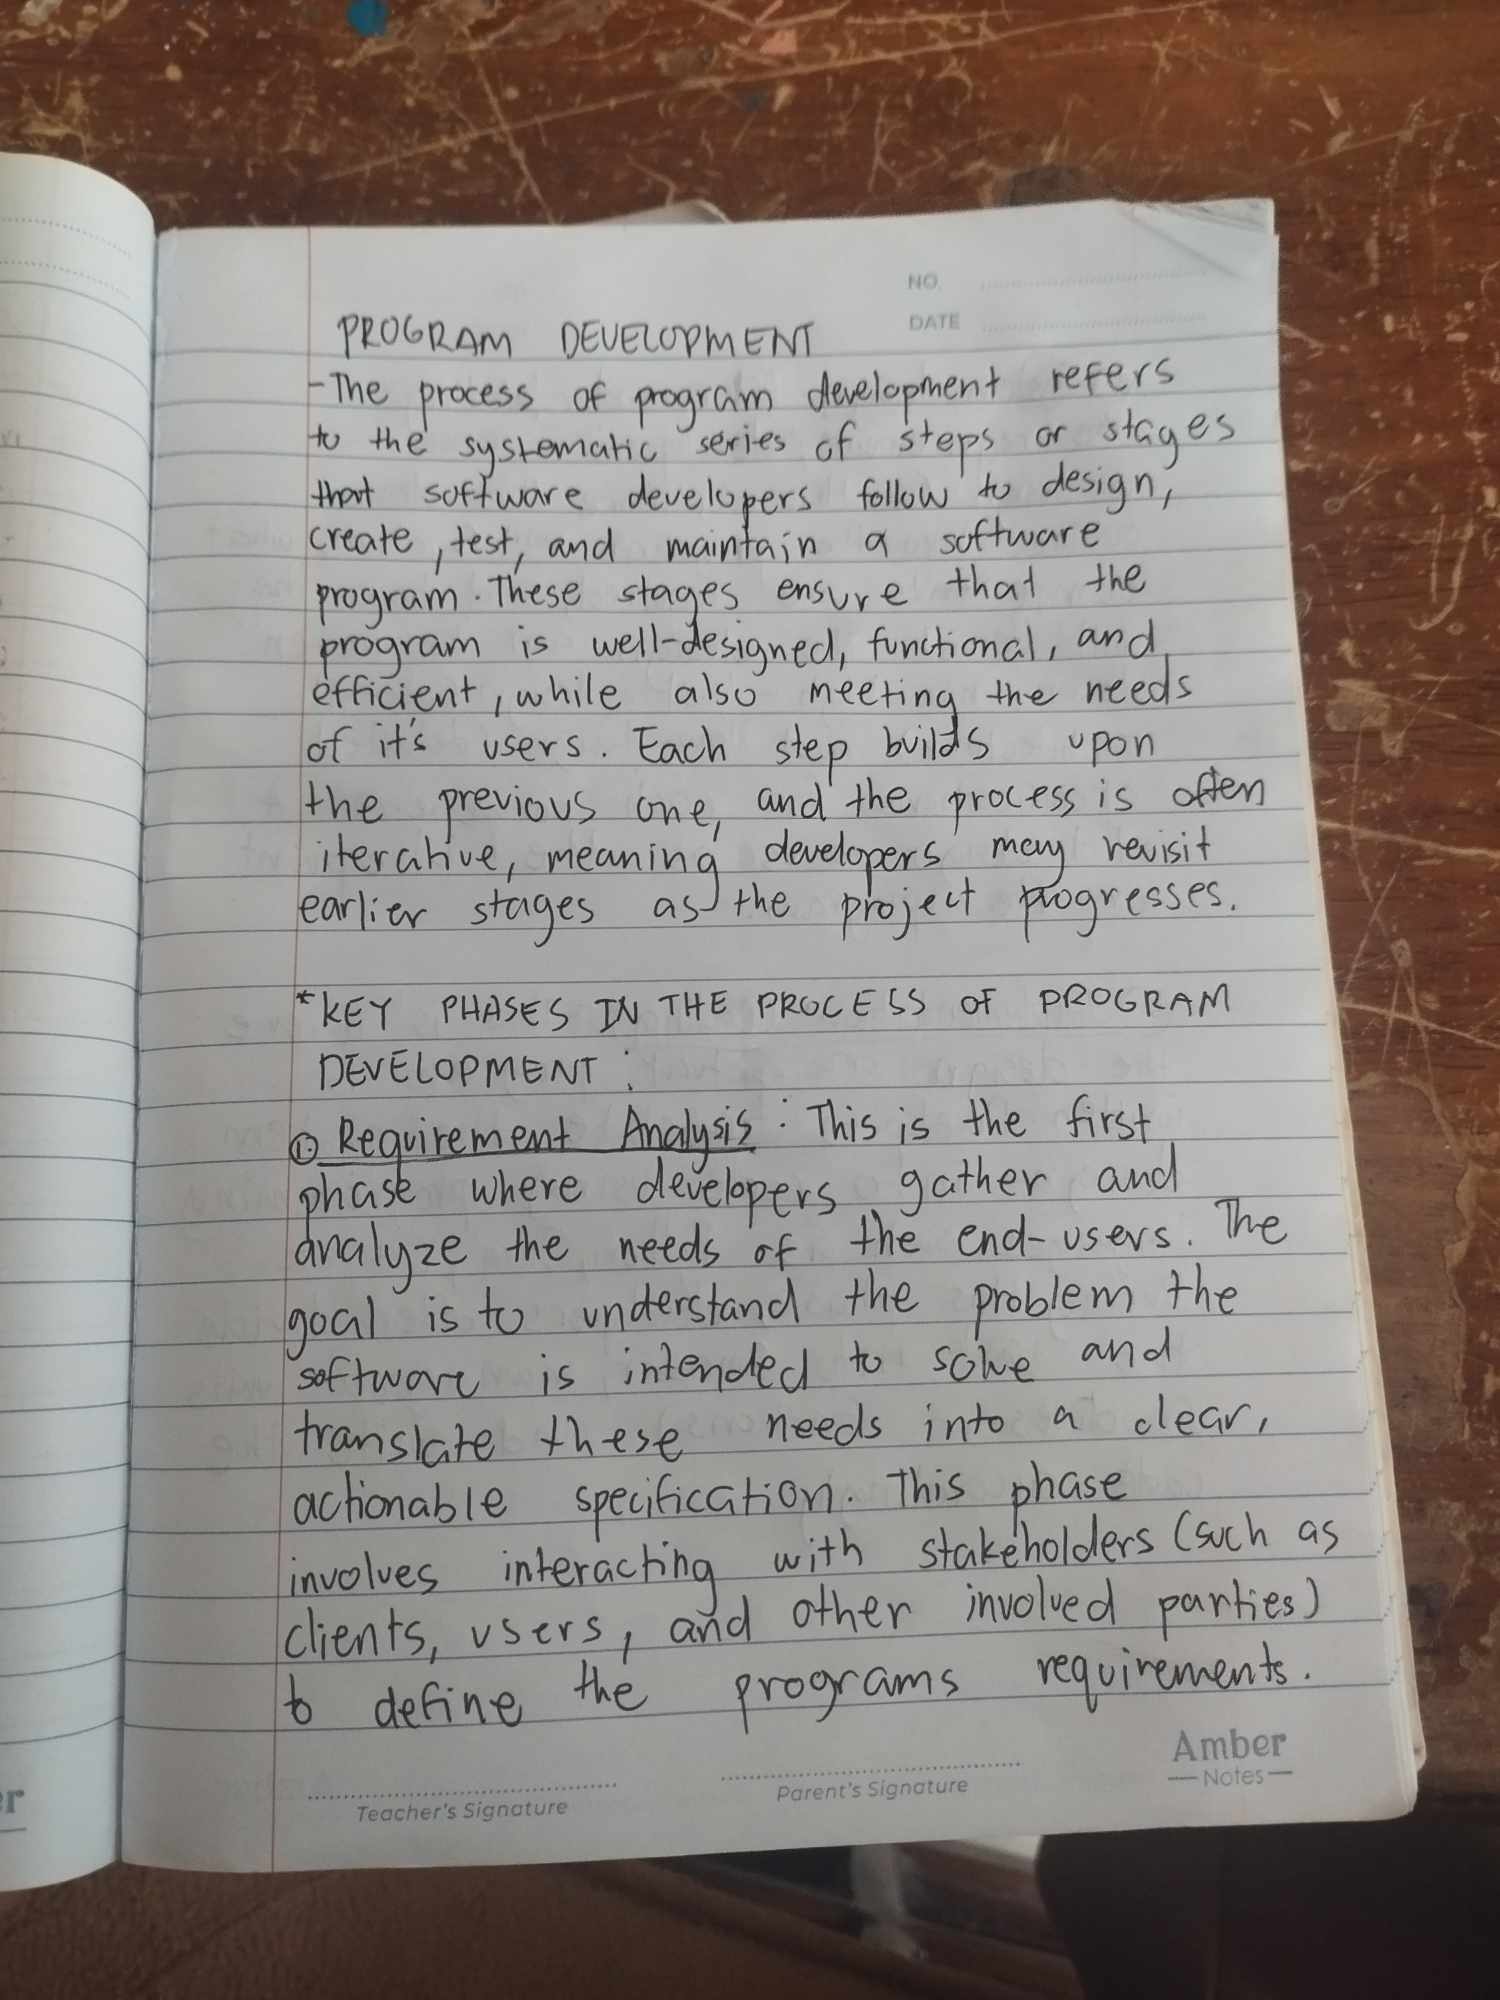 NO.
DATE
PROGRAM DEVELOPMENT
-The process of program development refers
to the systematic series of steps or stages
that software developers follow to design,
create, test, and maintain a software
program. These stages ensure that the
program is well-designed, functional, and
efficient, while also meeting the needs
of it's users. Each step builds upon
the previous one, and the process is often
iterative, meaning developers may revisit
earlier stages as the project progresses.
*KEY PHASES IN THE PROCESS OF PROGRAM
DEVELOPMENT :
① Requirement Analysis : This is the first
phase where developers gather and
analyze the needs of the end-users. The
goal is to understand the problem the
software is intended to solve and
translate these needs into a clear,
actionable specification. This phase
involves interacting with stakeholders (such as
clients, users, and other involved parties)
to define the programs requirements.
Teacher's Signature
Parent's Signature
Amber
Notes